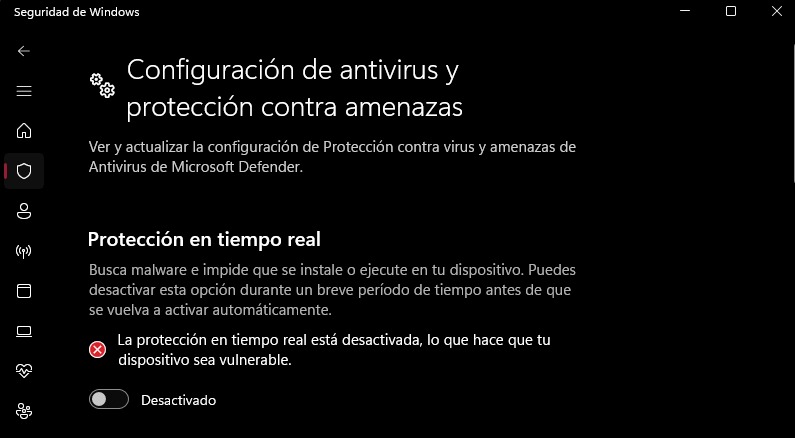 Seguridad de Windows
Configuración de antivirus y
protección contra amenazas
Ver y actualizar la configuración de Protección contra virus y amenazas de
Antivirus de Microsoft Defender.
Protección en tiempo real
Busca malware e impide que se instale o ejecute en tu dispositivo. Puedes
desactivar esta opción durante un breve período de tiempo antes de que
se vuelva a activar automáticamente.
La protección en tiempo real está desactivada, lo que hace que tu
dispositivo sea vulnerable.
Desactivado